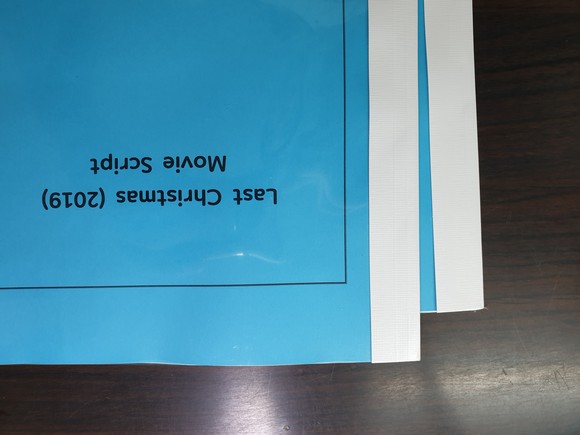 Last Christmas (2019)
Movie Script